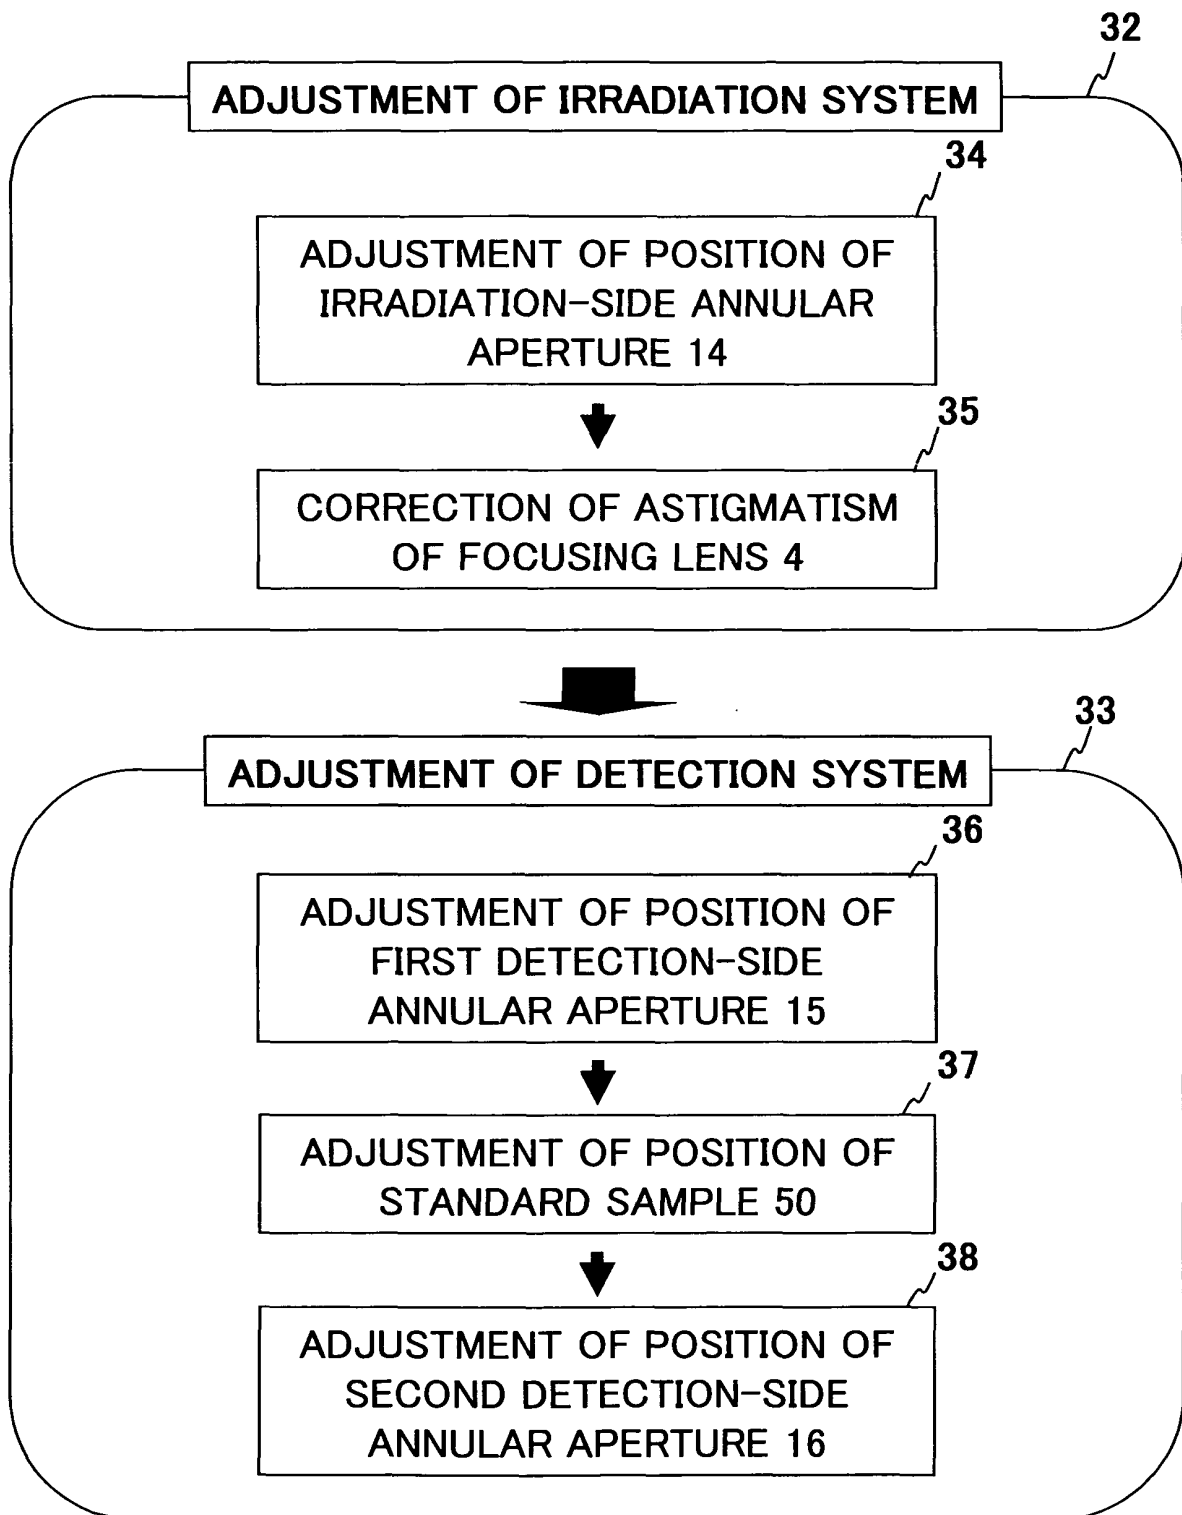 32
ADJUSTMENT OF IRRADIATION SYSTEM
34
ADJUSTMENT OF POSITION OF
IRRADIATION-SIDE ANNULAR
APERTURE 14
35
CORRECTION OF ASTIGMATISM
OF FOCUSING LENS 4
33
ADJUSTMENT OF DETECTION SYSTEM
36
ADJUSTMENT OF POSITION OF
FIRST DETECTION-SIDE
ANNULAR APERTURE 15
37
ADJUSTMENT OF POSITION OF
STANDARD SAMPLE 50
38
ADJUSTMENT OF POSITION OF
SECOND DETECTION-SIDE
ANNULAR APERTURE 16